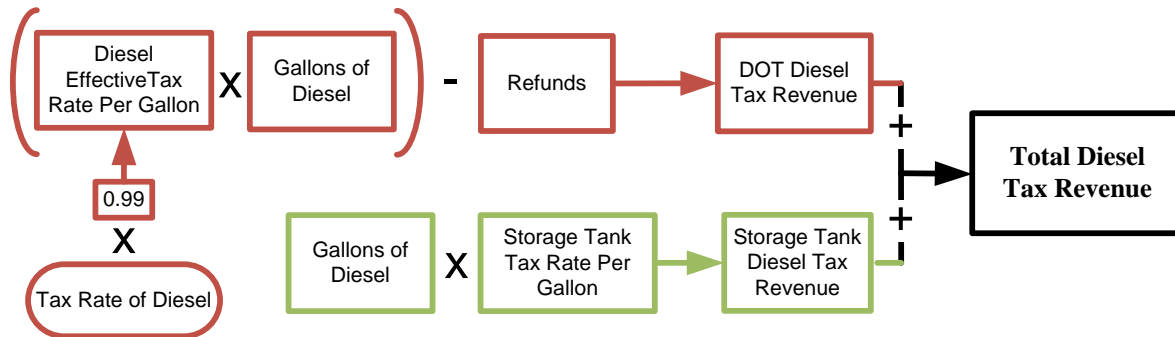 Diesel
EffectiveTax
Rate Per Gallon
X
Gallons of
Diesel
-
Refunds
DOT Diesel
Tax Revenue
+
Total Diesel
Tax Revenue
0.99
X
Tax Rate of Diesel
Gallons of
Diesel
X
Storage Tank
Tax Rate Per
Gallon
Storage Tank
Diesel Tax
Revenue
+